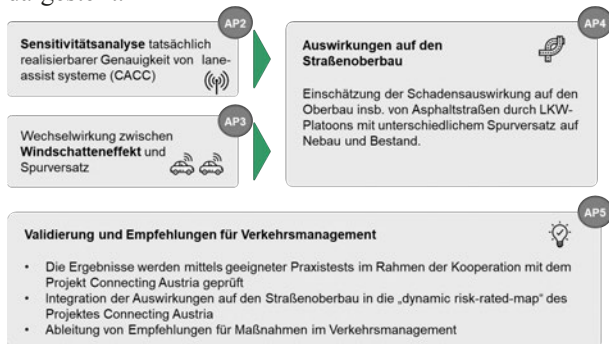 dargestellt.
AP2
Sensitivitätsanalyse tatsächlich
realisierbarer Genauigkeit von lane-
assist systeme (CACC)
AP3
Wechselwirkung zwischen
Windschatteneffekt und
Spurversatz
AP4
Auswirkungen auf den
Straßenoberbau
Einschätzung der Schadensauswirkung auf den
Oberbau insb. von Asphaltstraßen durch LKW-
Platoons mit unterschiedlichem Spurversatz auf
Nebau und Bestand.
AP5
Validierung und Empfehlungen für Verkehrsmanagement
• Die Ergebnisse werden mittels geeigneter Praxistests im Rahmen der Kooperation mit dem
Projekt Connecting Austria geprüft
• Integration der Auswirkungen auf den Straßenoberbau in die „dynamic risk-rated-map" des
Projektes Connecting Austria
• Ableitung von Empfehlungen für Maßnahmen im Verkehrsmanagement